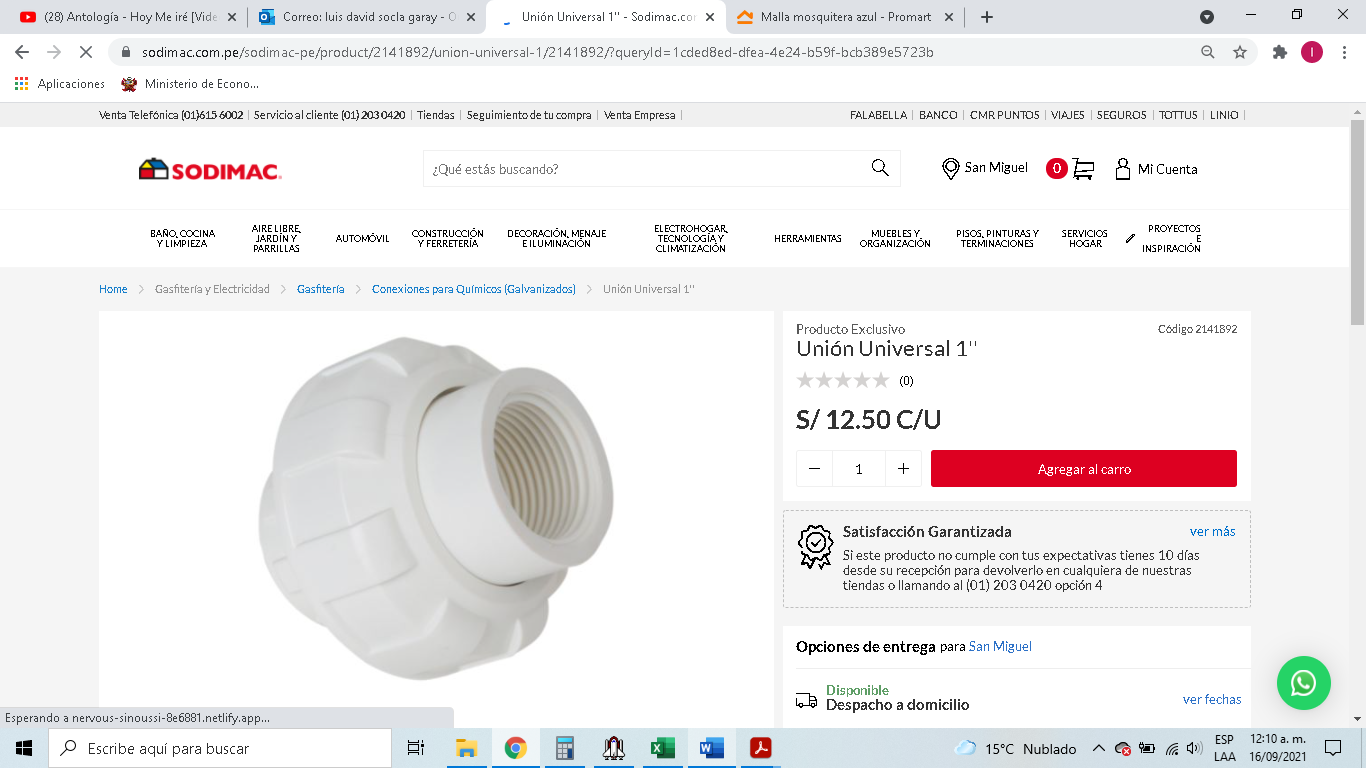 (28) Antología - Hoy Me iré [Vide
Correo: luis david socla garay - O
Unión Universal 1" - Sodimac.com
Malla mosquitera azul - Promart
sodimac.com.pe/sodimac-pe/product/2141892/union-universal-1/2141892/?queryId=1cded8ed-dfea-4e24-b59f-bcb389e5723b
I
Aplicaciones
Ministerio de Econo...
Venta Telefónica (01)615 6002 | Servicio al cliente (01) 203 0420 | Tiendas | Seguimiento de tu compra | Venta Empresa |
FALABELLA | BANCO | CMR PUNTOS | VIAJES | SEGUROS | TOTTUS | LINIO |
SODIMAC
¿Qué estás buscando?
San Miguel
0
Mi Cuenta
BAÑO, COCINA
Y LIMPIEZA
AIRE LIBRE,
JARDÍN Y
PARRILLAS
AUTOMÓVIL
CONSTRUCCIÓN
Y FERRETERÍA
DECORACIÓN, MENAJE
E ILUMINACIÓN
ELECTROHOGAR,
TECNOLOGÍA Y
CLIMATIZACIÓN
HERRAMIENTAS
MUEBLES Y
ORGANIZACIÓN
PISOS, PINTURAS Y
TERMINACIONES
SERVICIOS
HOGAR
PROYECTOS
E
INSPIRACIÓN
Home > Gasfitería y Electricidad > Gasfitería > Conexiones para Químicos (Galvanizados) > Unión Universal 1"
Producto Exclusivo
Código 2141892
Unión Universal 1"
(0)
S/ 12.50 C/U
− 1 +
Agregar al carro
Satisfacción Garantizada
ver más
Si este producto no cumple con tus expectativas tienes 10 días
desde su recepción para devolverlo en cualquiera de nuestras
tiendas o llamando al (01) 203 0420 opción 4
Opciones de entrega para San Miguel
Disponible
Despacho a domicilio
ver fechas
Esperando a nervous-sinoussi-8e6881.netlify.app...
Escribe aquí para buscar
15°C Nublado
ESP
LAA
12:10 a. m.
16/09/2021